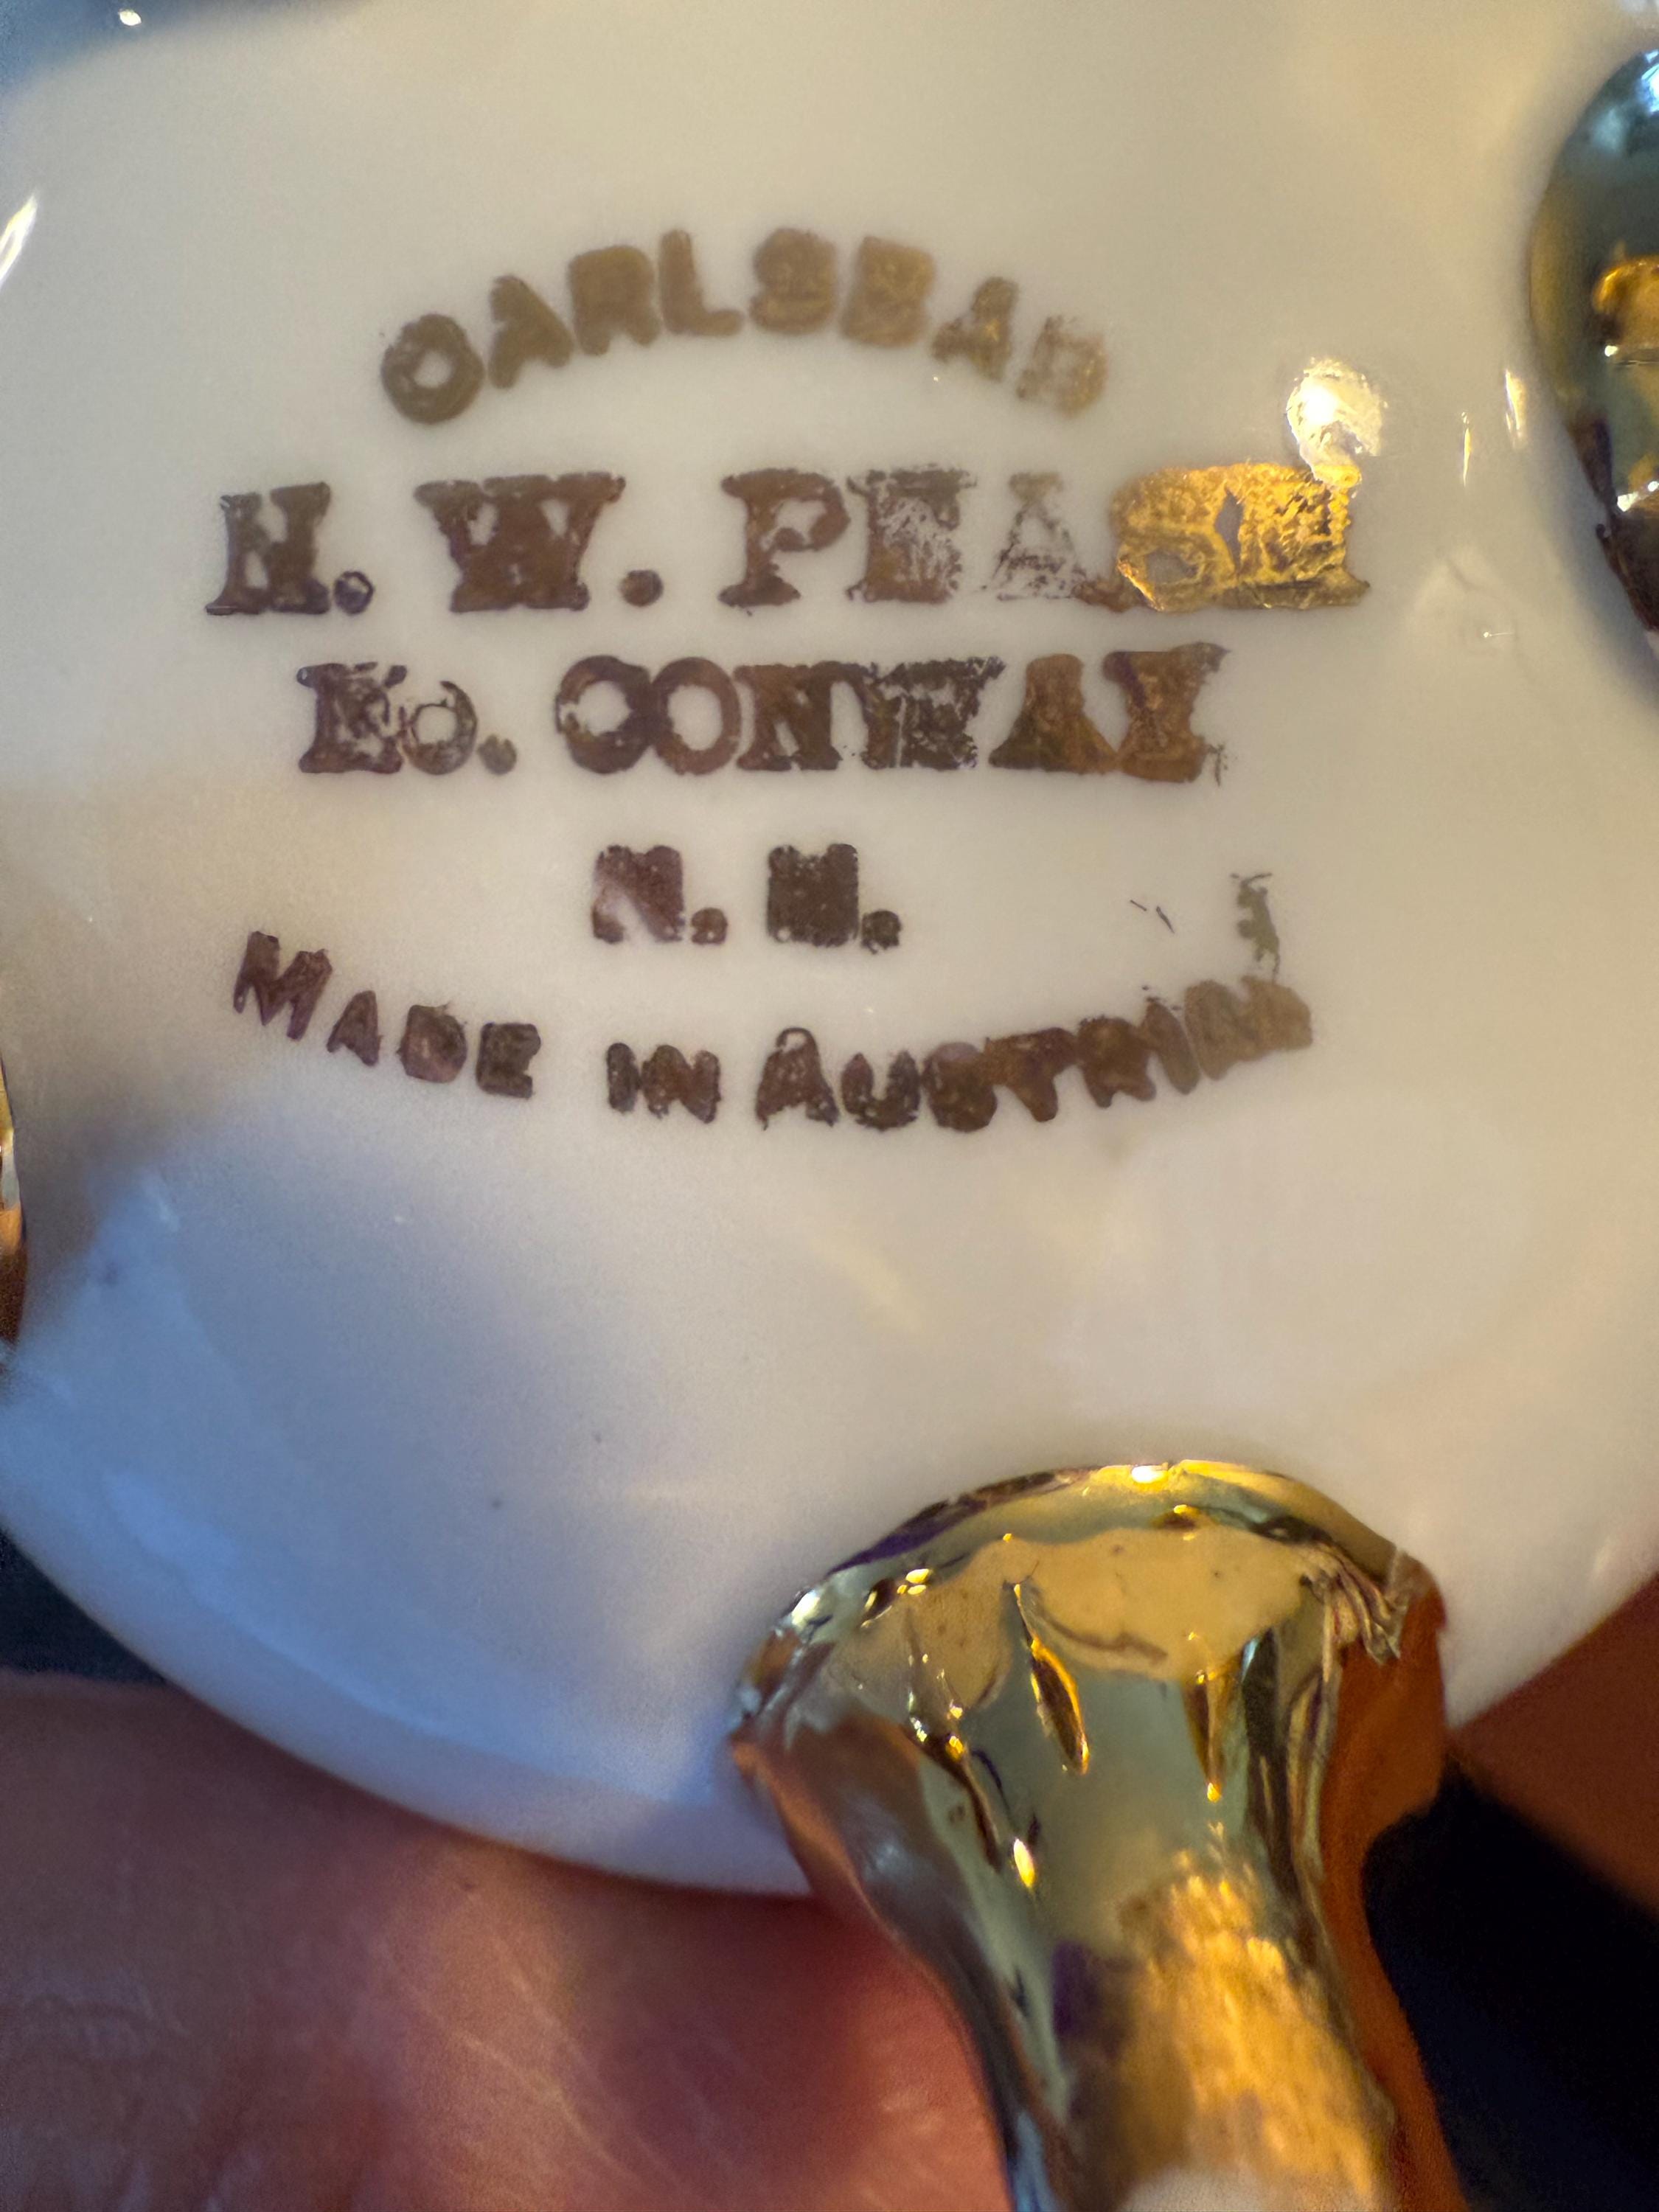 CARLSBAD
N. W. PEASE
No. CONWAY
N. H.
MADE IN AUSTRIA